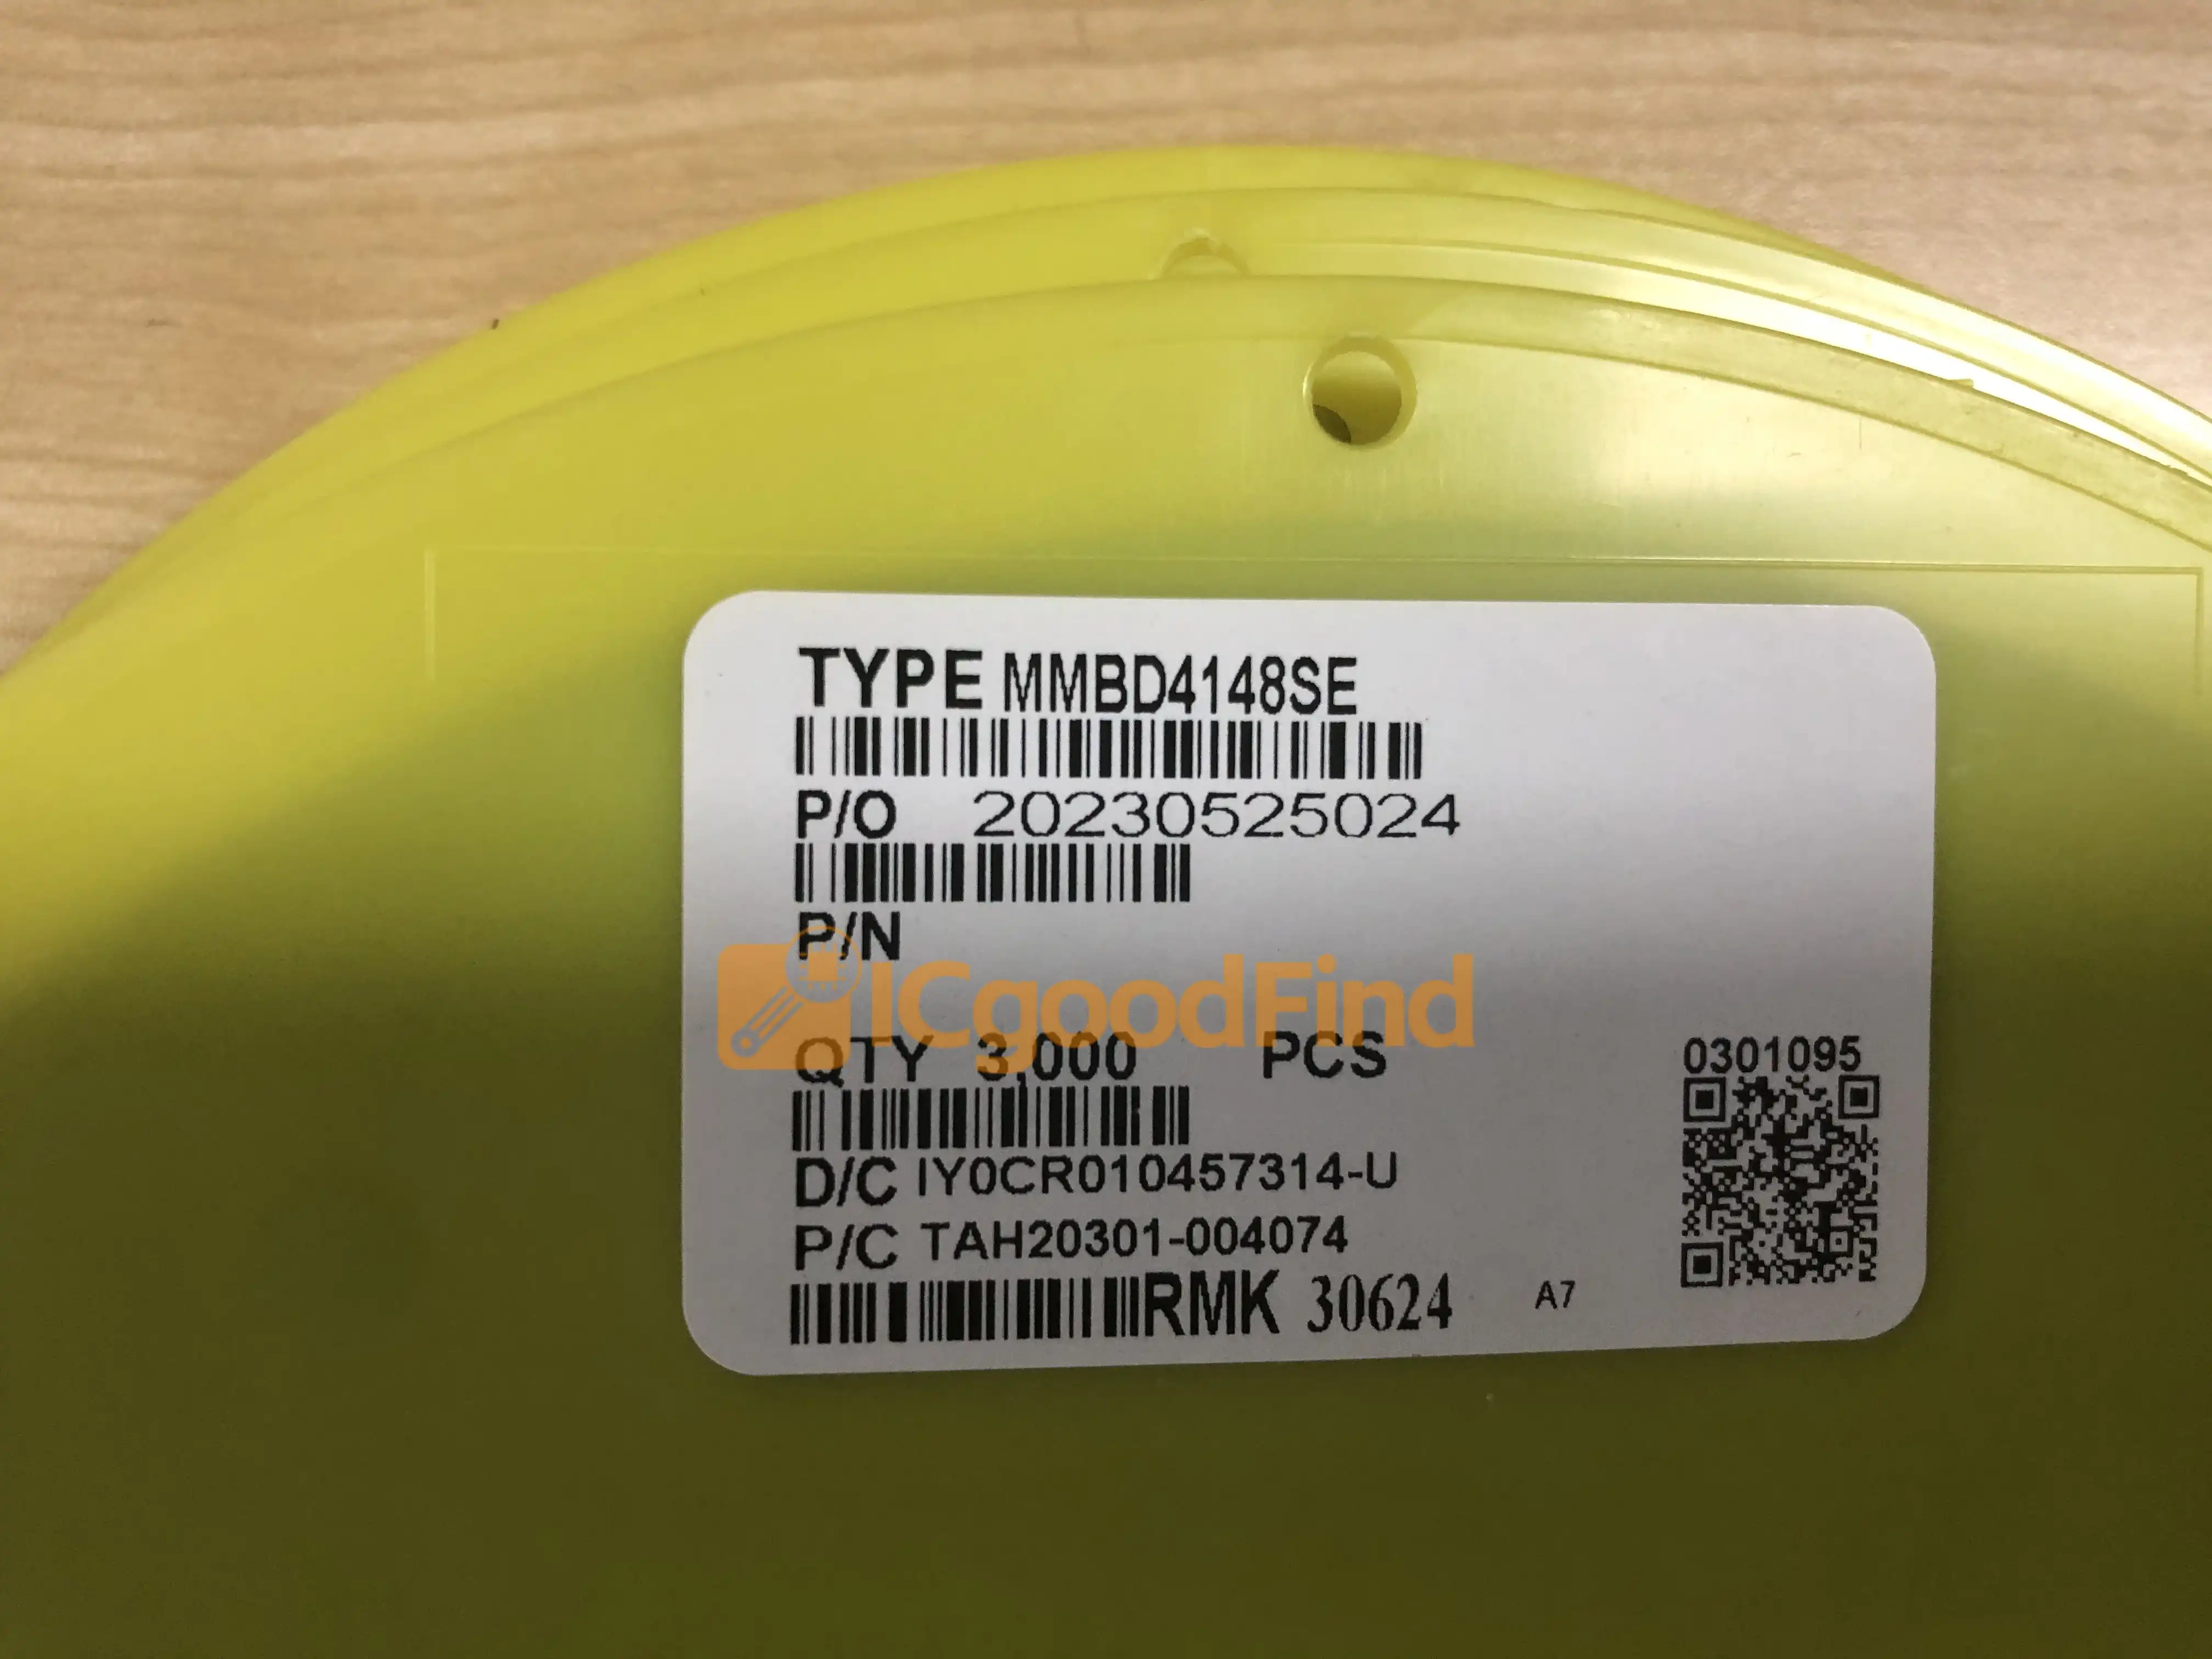 TYPE MMBD4148SE
P/O 20230525024
P/N
ICgoodFind
QTY 3,000 PCS
0301095
D/C IY0CR010457314-U
P/C TAH20301-004074
RMK 30624 A7